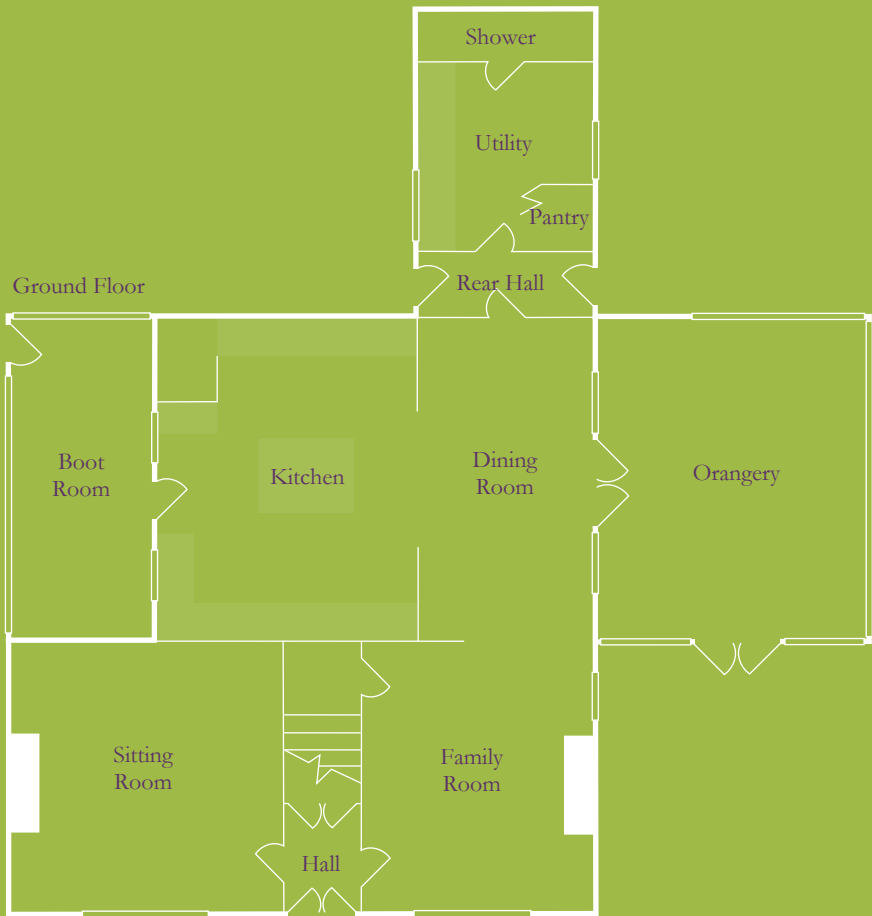 Shower
Utility
Pantry
Rear Hall
Ground Floor
Boot
Room
Kitchen
Dining
Room
Orangery
Sitting
Room
Family
Room
Hall